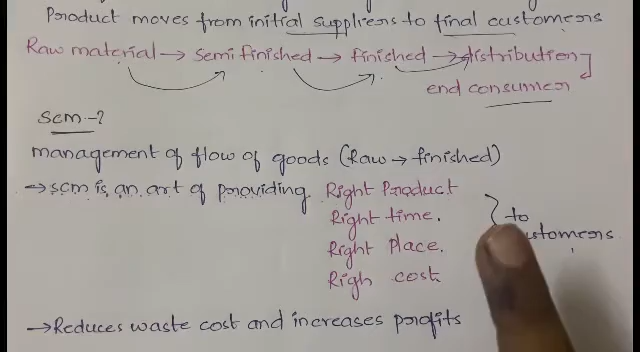 Product moves from initial suppliers to final customers
Raw material → semi finished → finished → distribution
end consumer
SCM-?
management of flow of goods (Raw → finished)
→ SCM is an art of providing Right Product
Right time.
Right Place.
Righ cost
to
→ Reduces waste cost and increases profits